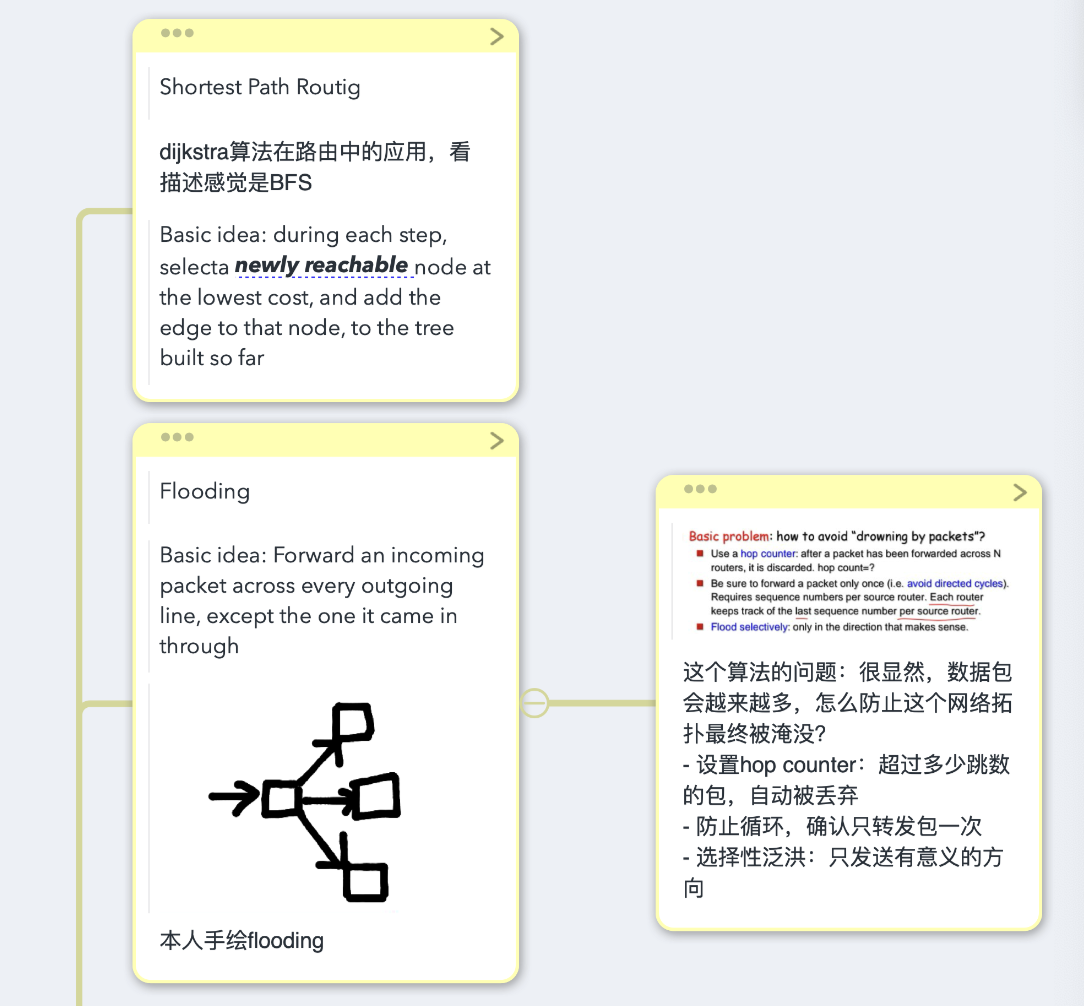 Shortest Path Routig
dijkstra算法在路由中的应用，看
描述感觉是BFS
Basic idea: during each step,
selecta newly reachable node at
the lowest cost, and add the
edge to that node, to the tree
built so far
Flooding
Basic idea: Forward an incoming
packet across every outgoing
line, except the one it came in
through
本人手绘flooding
Basic problem: how to avoid “drowning by packets”?
Use a hop counter: after a packet has been forwarded across N
routers, it is discarded. hop count=?
Be sure to forward a packet only once (i.e. avoid directed cycles).
Requires sequence numbers per source router. Each router
keeps track of the last sequence number per source router.
Flood selectively: only in the direction that makes sense.
这个算法的问题：很显然，数据包
会越来越多，怎么防止这个网络拓
扑最终被淹没？
- 设置hop counter：超过多少跳数
的包，自动被丢弃
- 防止循环，确认只转发包一次
- 选择性泛洪：只发送有意义的方
向